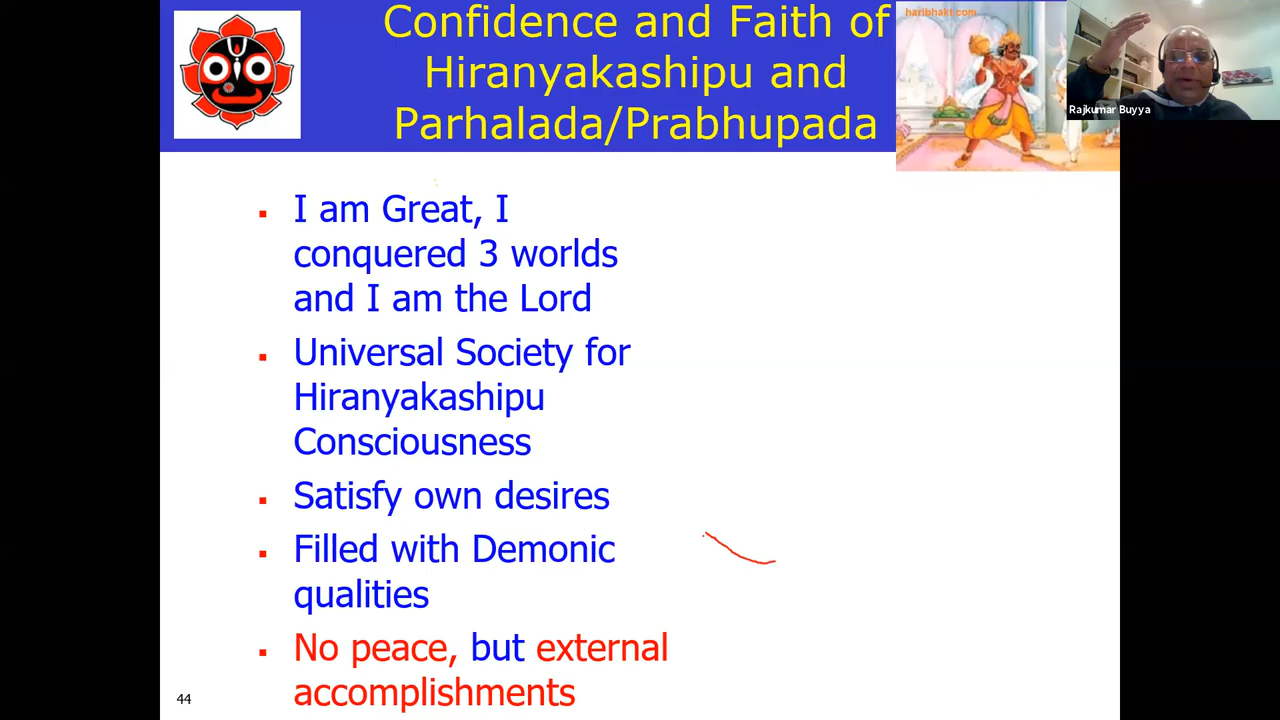 Confidence and Faith of
Hiranyakashipu and
Parhalada/Prabhupada
haribhakt.com
Rajkumar Buyya
▪ I am Great, I
conquered 3 worlds
and I am the Lord
▪ Universal Society for
Hiranyakashipu
Consciousness
▪ Satisfy own desires
▪ Filled with Demonic
qualities
▪ No peace, but external
accomplishments
44